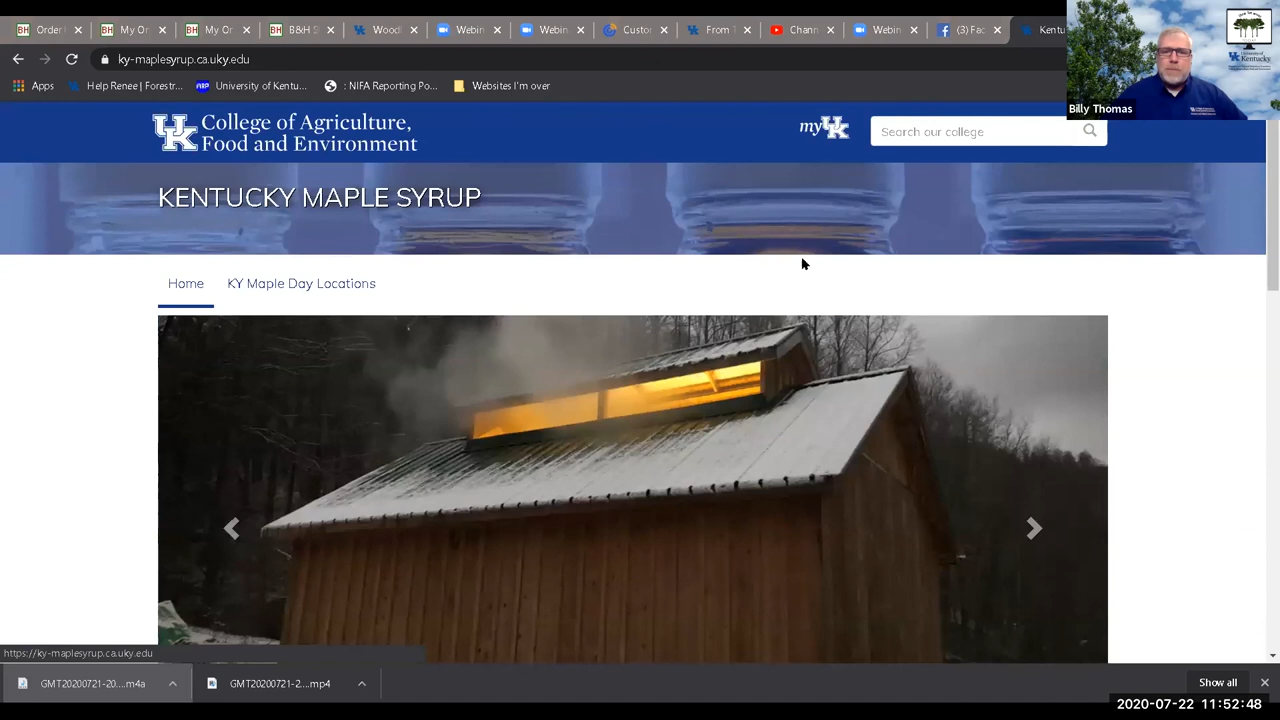 Order
My Or
My Or
B&H S
Woodl
Webin
Webin
Custo
From T
Chann
Webin
(3) Fac
Kentu
ky-maplesyrup.ca.uky.edu
Apps
Help Renee | Forestr...
University of Kentu...
: NIFA Reporting Po...
Websites I'm over
Billy Thomas
UK College of Agriculture,
Food and Environment
myUK
Search our college
KENTUCKY MAPLE SYRUP
Home
KY Maple Day Locations
https://ky-maplesyrup.ca.uky.edu
GMT20200721-20....m4a
GMT20200721-2....mp4
Show all
2020-07-22 11:52:48